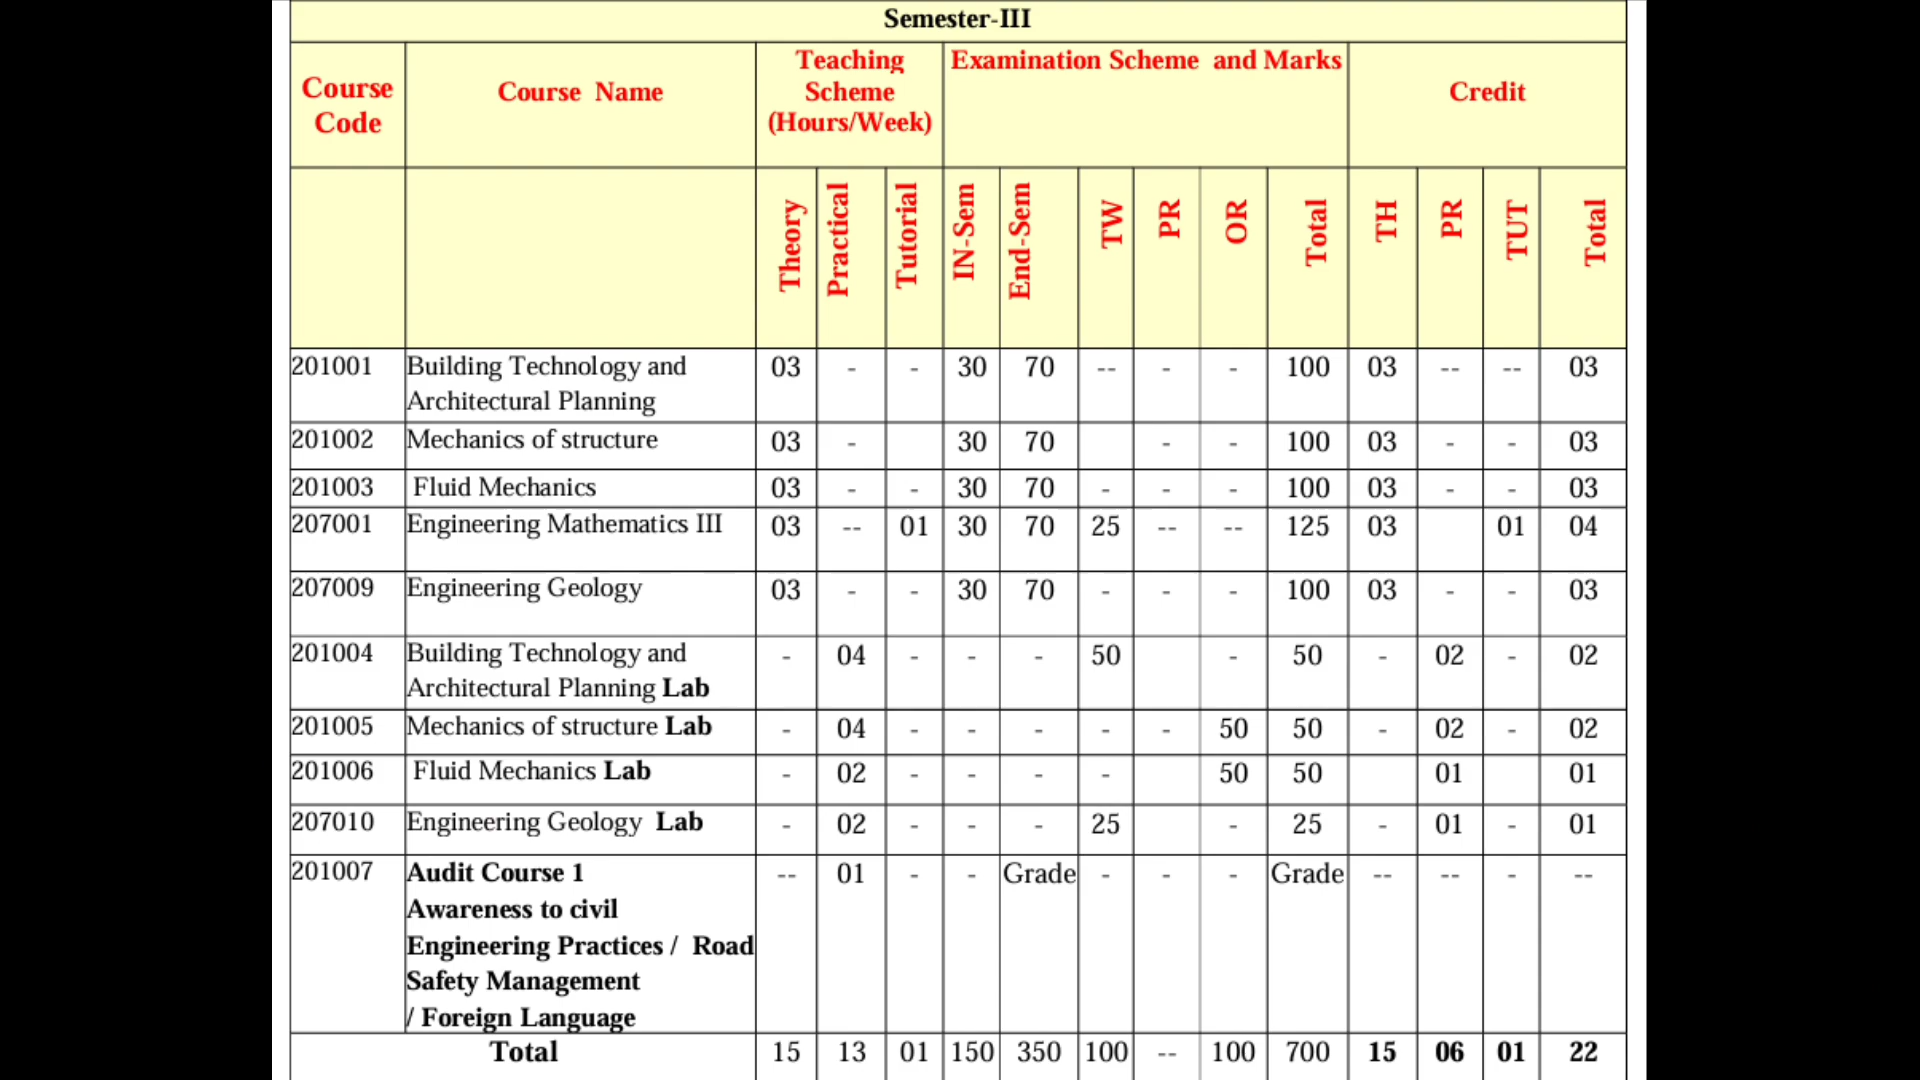 Semester-III
Course Code Course Name Teaching Scheme (Hours/Week) Examination Scheme and Marks Credit
Theory Practical Tutorial IN-Sem End-Sem TW PR OR Total TH PR TUT Total
201001 Building Technology and Architectural Planning 03 - - 30 70 -- - - 100 03 -- -- 03
201002 Mechanics of structure 03 - 30 70 - - 100 03 - - 03
201003 Fluid Mechanics 03 - - 30 70 - - - 100 03 - - 03
207001 Engineering Mathematics III 03 -- 01 30 70 25 -- -- 125 03 01 04
207009 Engineering Geology 03 - - 30 70 - - - 100 03 - - 03
201004 Building Technology and Architectural Planning Lab - 04 - - - 50 - 50 - 02 - 02
201005 Mechanics of structure Lab - 04 - - - - - 50 50 - 02 - 02
201006 Fluid Mechanics Lab - 02 - - - - 50 50 01 01
207010 Engineering Geology Lab - 02 - - - 25 - 25 - 01 - 01
201007 Audit Course 1 Awareness to civil Engineering Practices / Road Safety Management / Foreign Language -- 01 - - Grade - - - Grade -- -- - --
Total 15 13 01 150 350 100 -- 100 700 15 06 01 22